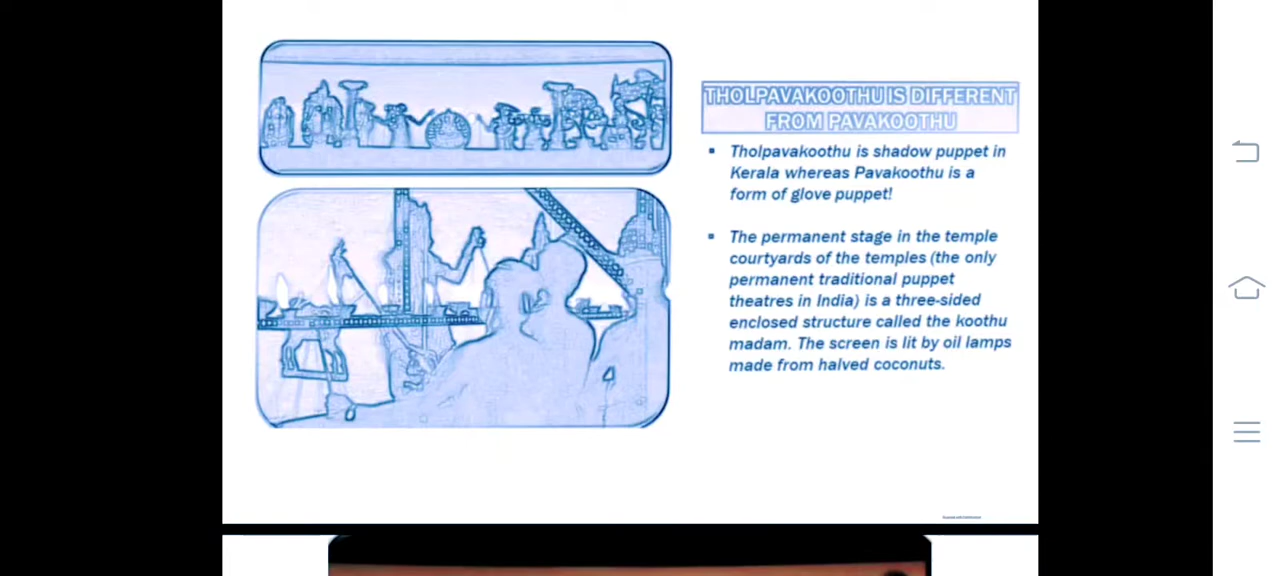 THOLPAVAKOOTHU IS DIFFERENT
FROM PAVAKOOTHU
▪ Tholpavakoothu is shadow puppet in
Kerala whereas Pavakoothu is a
form of glove puppet!
▪ The permanent stage in the temple
courtyards of the temples (the only
permanent traditional puppet
theatres in India) is a three-sided
enclosed structure called the koothu
madam. The screen is lit by oil lamps
made from halved coconuts.